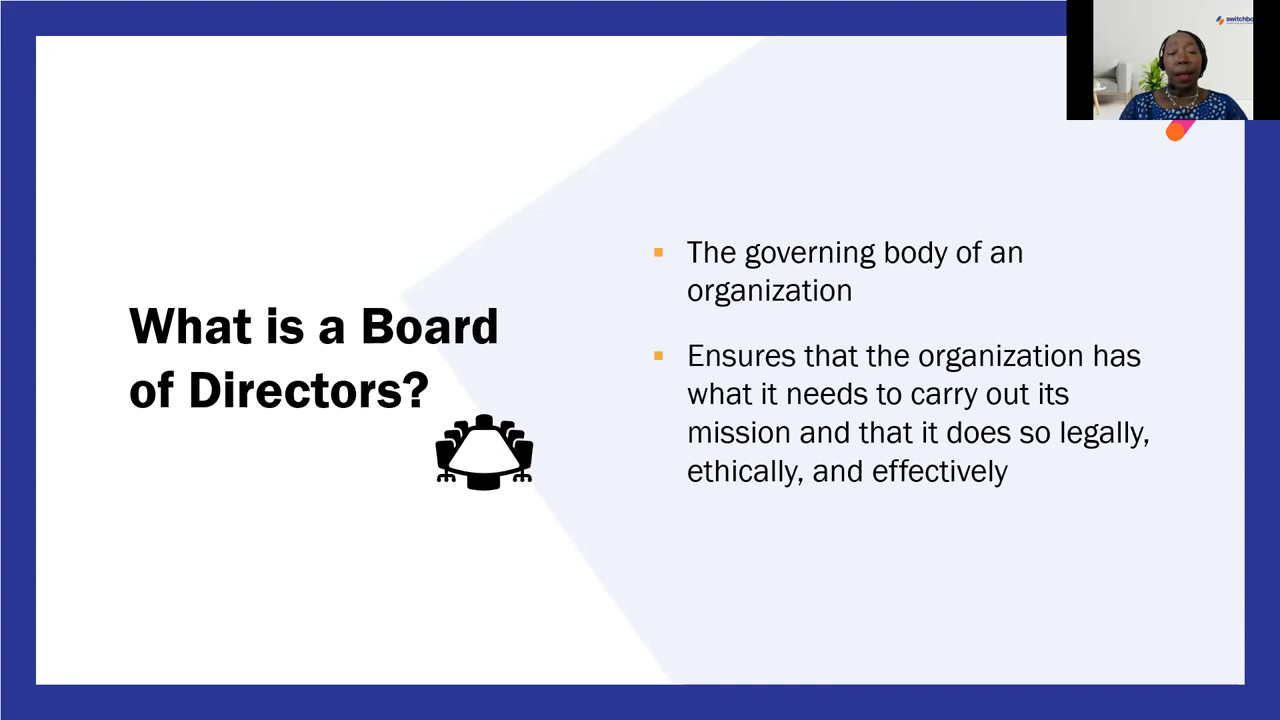 What is a Board
of Directors?
The governing body of an
organization
Ensures that the organization has
what it needs to carry out its
mission and that it does so legally,
ethically, and effectively